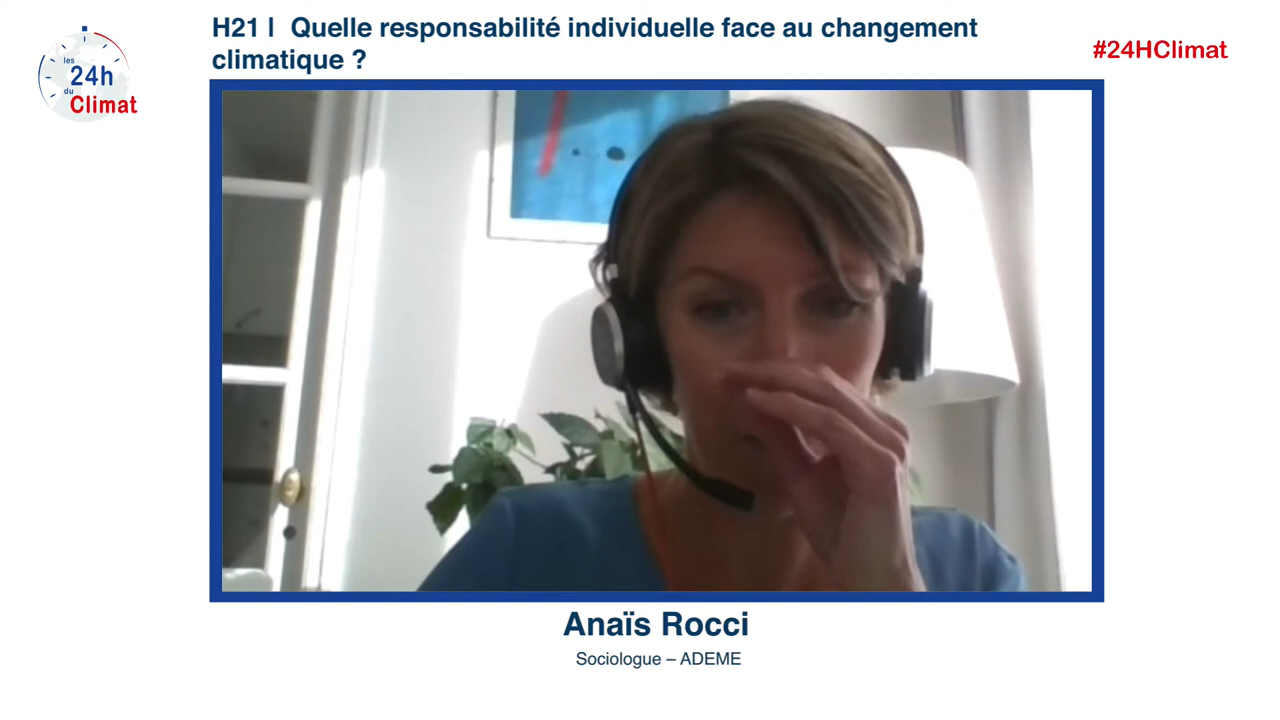 H21 I Quelle responsabilité individuelle face au changement
climatique ?
#24HClimat
les
24h
du
Climat
Anaïs Rocci
Sociologue – ADEME